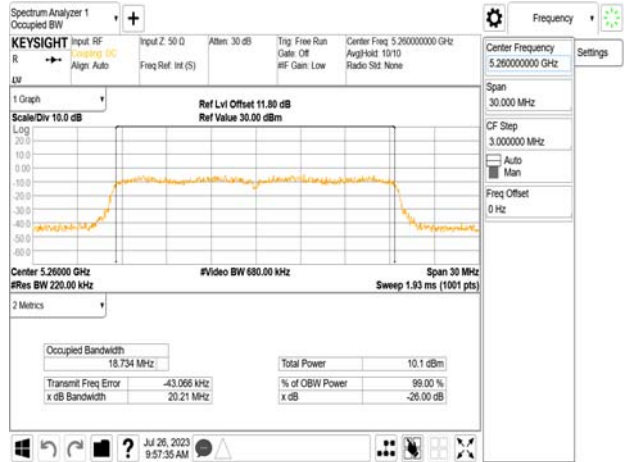 Spectrum Analyzer 1
Occupied BW
+
Frequency
KEYSIGHT
R
LVI
Input: RF
Coupling: DC
Align: Auto
Input Z: 50 Ω
Freq Ref: Int (S)
Atten: 30 dB
Trig: Free Run
Gate: Off
#IF Gain: Low
Center Freq: 5.260000000 GHz
Avg|Hold: 10/10
Radio Std: None
Center Frequency
5.260000000 GHz
Settings
Span
30.000 MHz
CF Step
3.000000 MHz
Auto
Man
Freq Offset
0 Hz
1 Graph
Scale/Div 10.0 dB
Ref Lvl Offset 11.80 dB
Ref Value 30.00 dBm
Log
20.0
10.0
0.00
-10.0
-20.0
-30.0
-40.0
-50.0
-60.0
Center 5.26000 GHz
#Res BW 220.00 kHz
#Video BW 680.00 kHz
Span 30 MHz
Sweep 1.93 ms (1001 pts)
2 Metrics
Occupied Bandwidth
18.734 MHz
Total Power 10.1 dBm
Transmit Freq Error -43.066 kHz
% of OBW Power 99.00 %
x dB Bandwidth 20.21 MHz
x dB -26.00 dB
?
Jul 26, 2023
9:57:35 AM